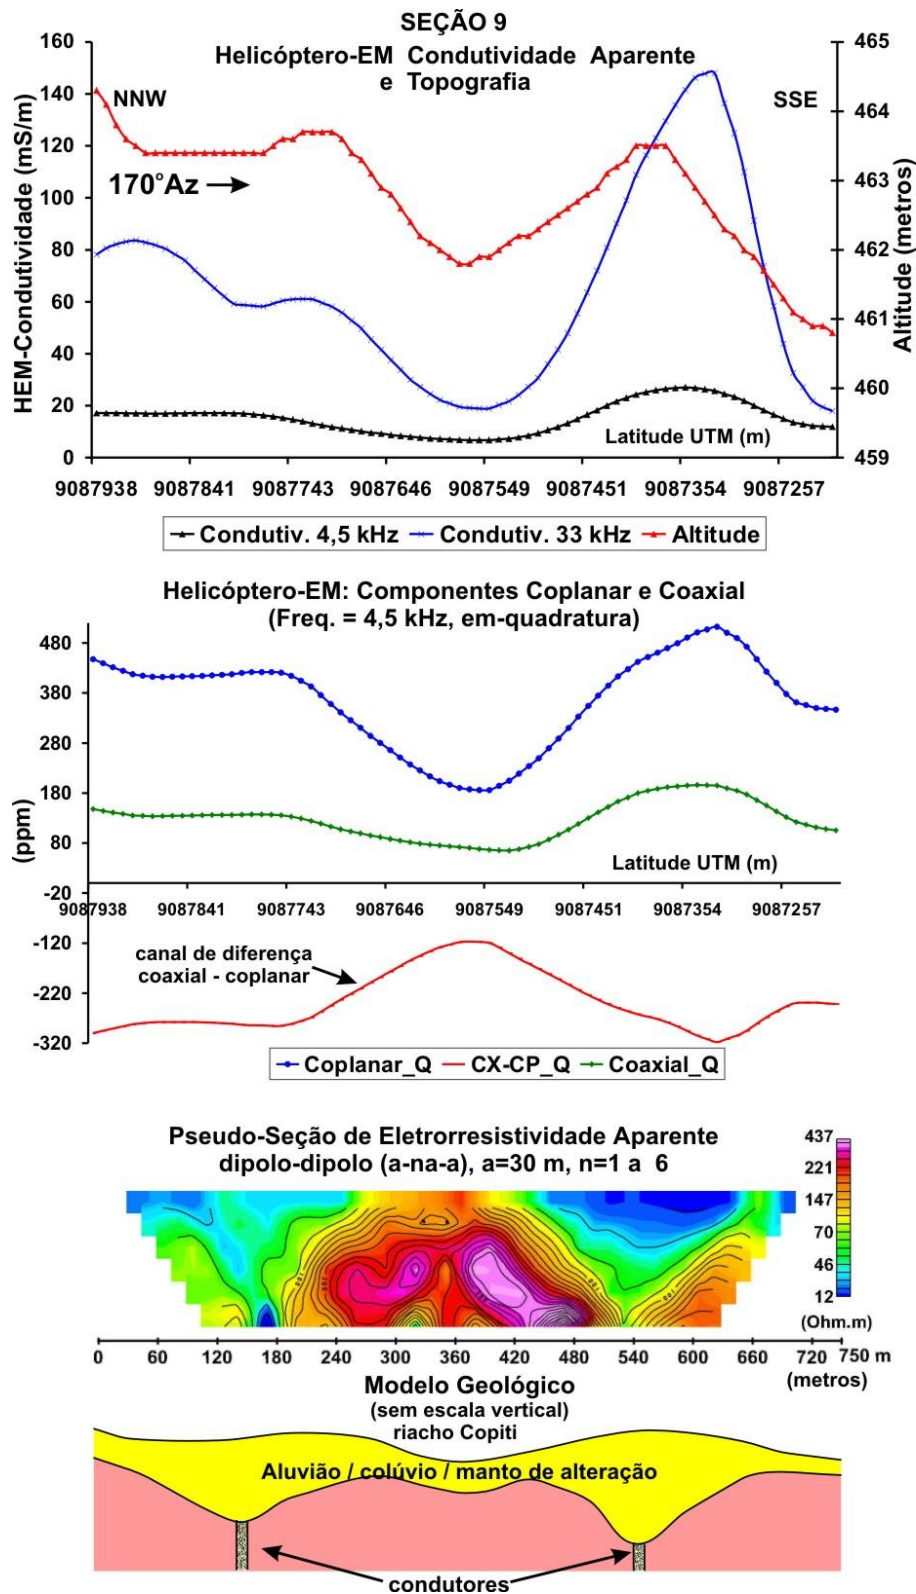 SEÇÃO 9
Helicóptero-EM Condutividade Aparente
e Topografia
HEM-Condutividade (mS/m)
160
140
120
100
80
60
40
20
0
NNW
SSE
170°Az
465
464
463
462
461
460
459
Altitude (metros)
Latitude UTM (m)
9087938 9087841 9087743 9087646 9087549 9087451 9087354 9087257
Condutiv. 4,5 kHz Condutiv. 33 kHz Altitude
Helicóptero-EM: Componentes Coplanar e Coaxial
(Freq. = 4,5 kHz, em-quadratura)
(ppm)
480
380
280
180
80
-20
-120
-220
-320
Latitude UTM (m)
9087938 9087841 9087743 9087646 9087549 9087451 9087354 9087257
canal de diferença
coaxial - coplanar
Coplanar_Q CX-CP_Q Coaxial_Q
Pseudo-Seção de Eletrorresistividade Aparente
dipolo-dipolo (a-na-a), a=30 m, n=1 a 6
437
221
147
70
46
12
(Ohm.m)
0 60 120 180 240 300 360 420 480 540 600 660 720 750 m
(metros)
Modelo Geológico
(sem escala vertical)
riacho Copiti
Aluvião / colúvio / manto de alteração
condutores